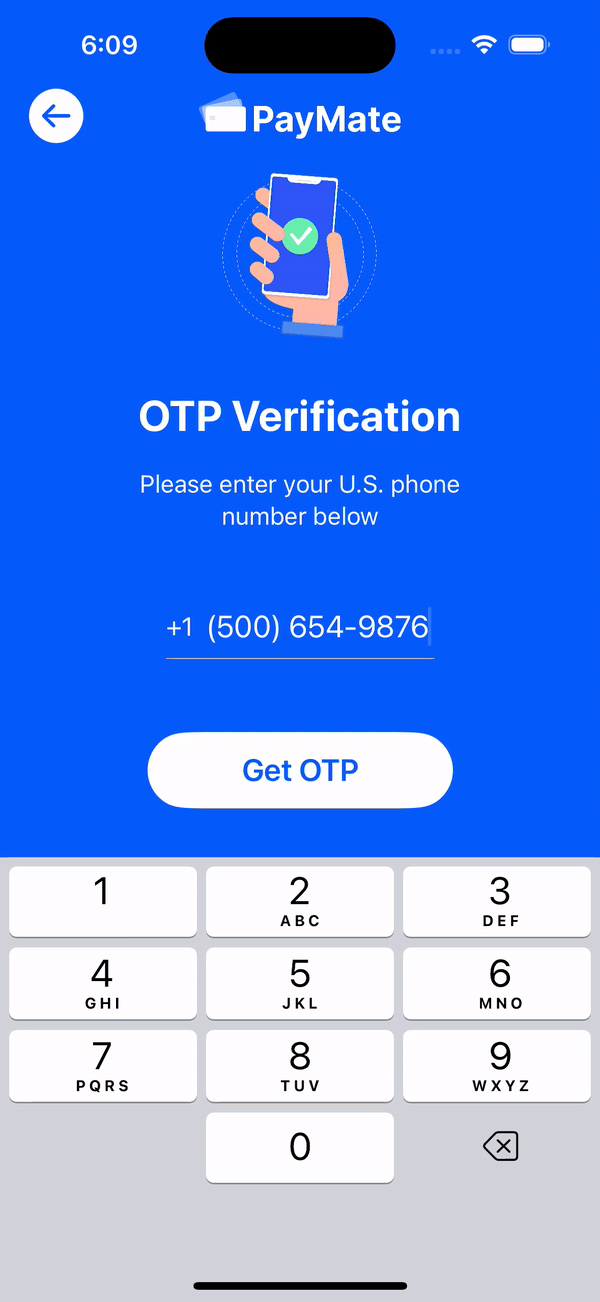 6:09
PayMate
OTP Verification
Please enter your U.S. phone
number below
+1 (500) 654-9876
Get OTP
1 2 3
ABC DEF
4 5 6
GHI JKL MNO
7 8 9
PQRS TUV WXYZ
0